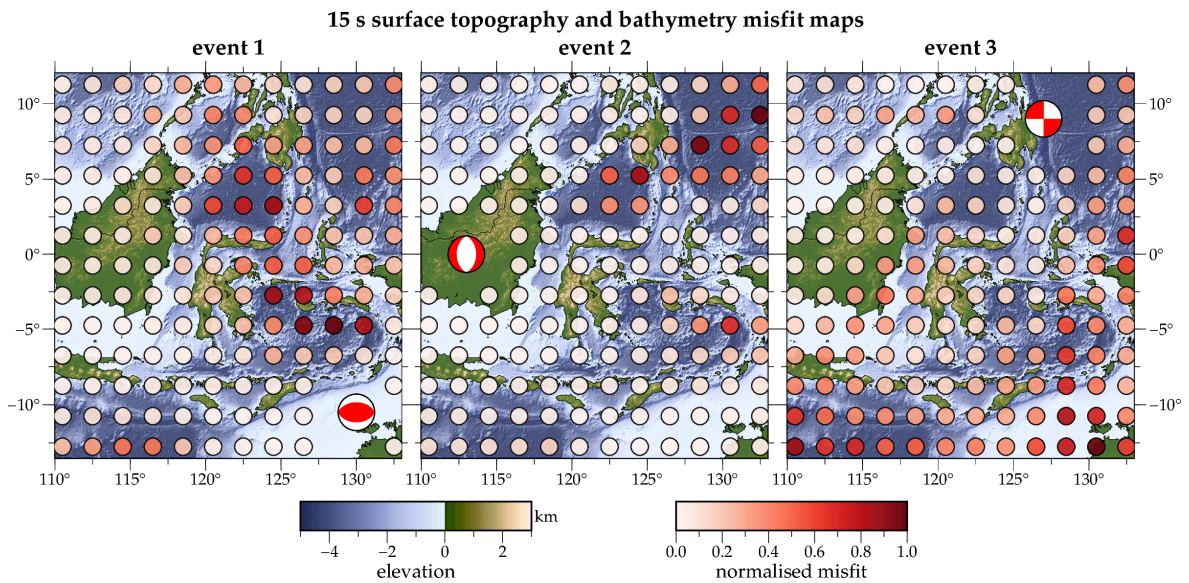 15 s surface topography and bathymetry misfit maps
event 1 event 2 event 3
10° 10°
5° 5°
0° 0°
−5° −5°
−10° −10°
110° 115° 120° 125° 130° 110° 115° 120° 125° 130° 110° 115° 120° 125° 130°
km
−4 −2 0 2 0.0 0.2 0.4 0.6 0.8 1.0
elevation normalised misfit